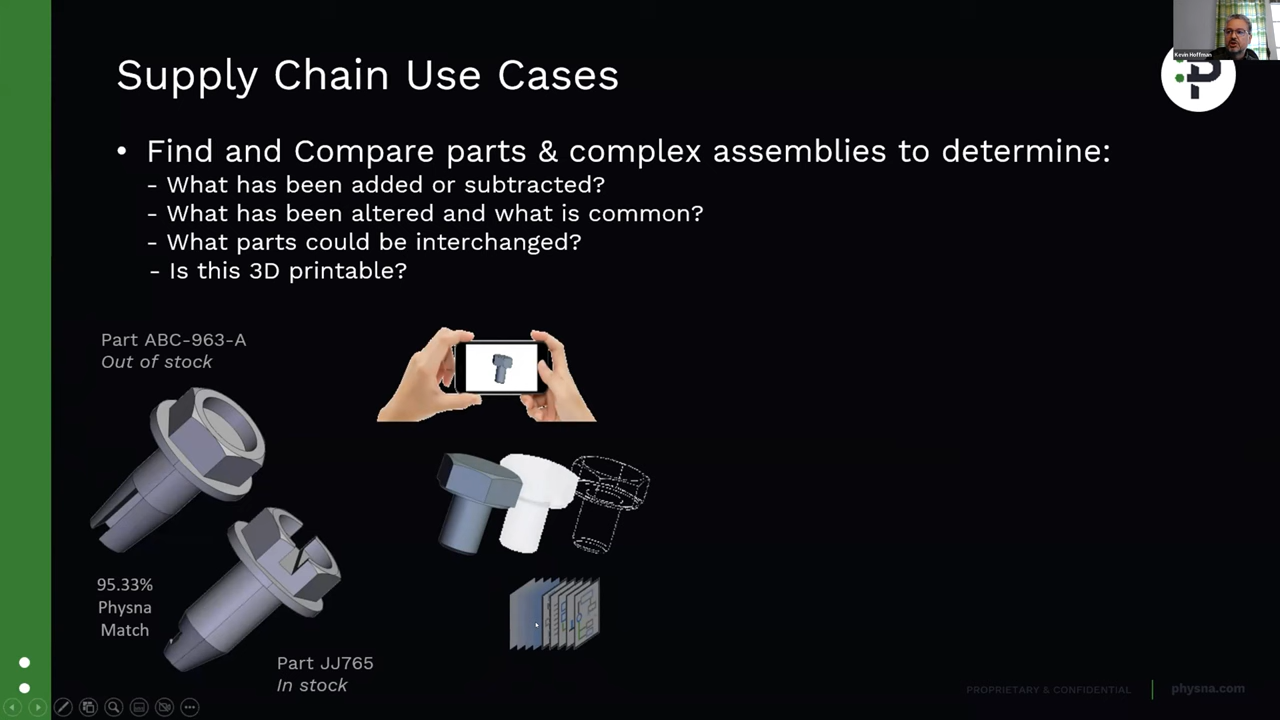 Kevin Hoffman
Supply Chain Use Cases
• Find and Compare parts & complex assemblies to determine:
- What has been added or subtracted?
- What has been altered and what is common?
- What parts could be interchanged?
- Is this 3D printable?
Part ABC-963-A
Out of stock
95.33%
Physna
Match
Part JJ765
In stock
PROPRIETARY & CONFIDENTIAL
physna.com